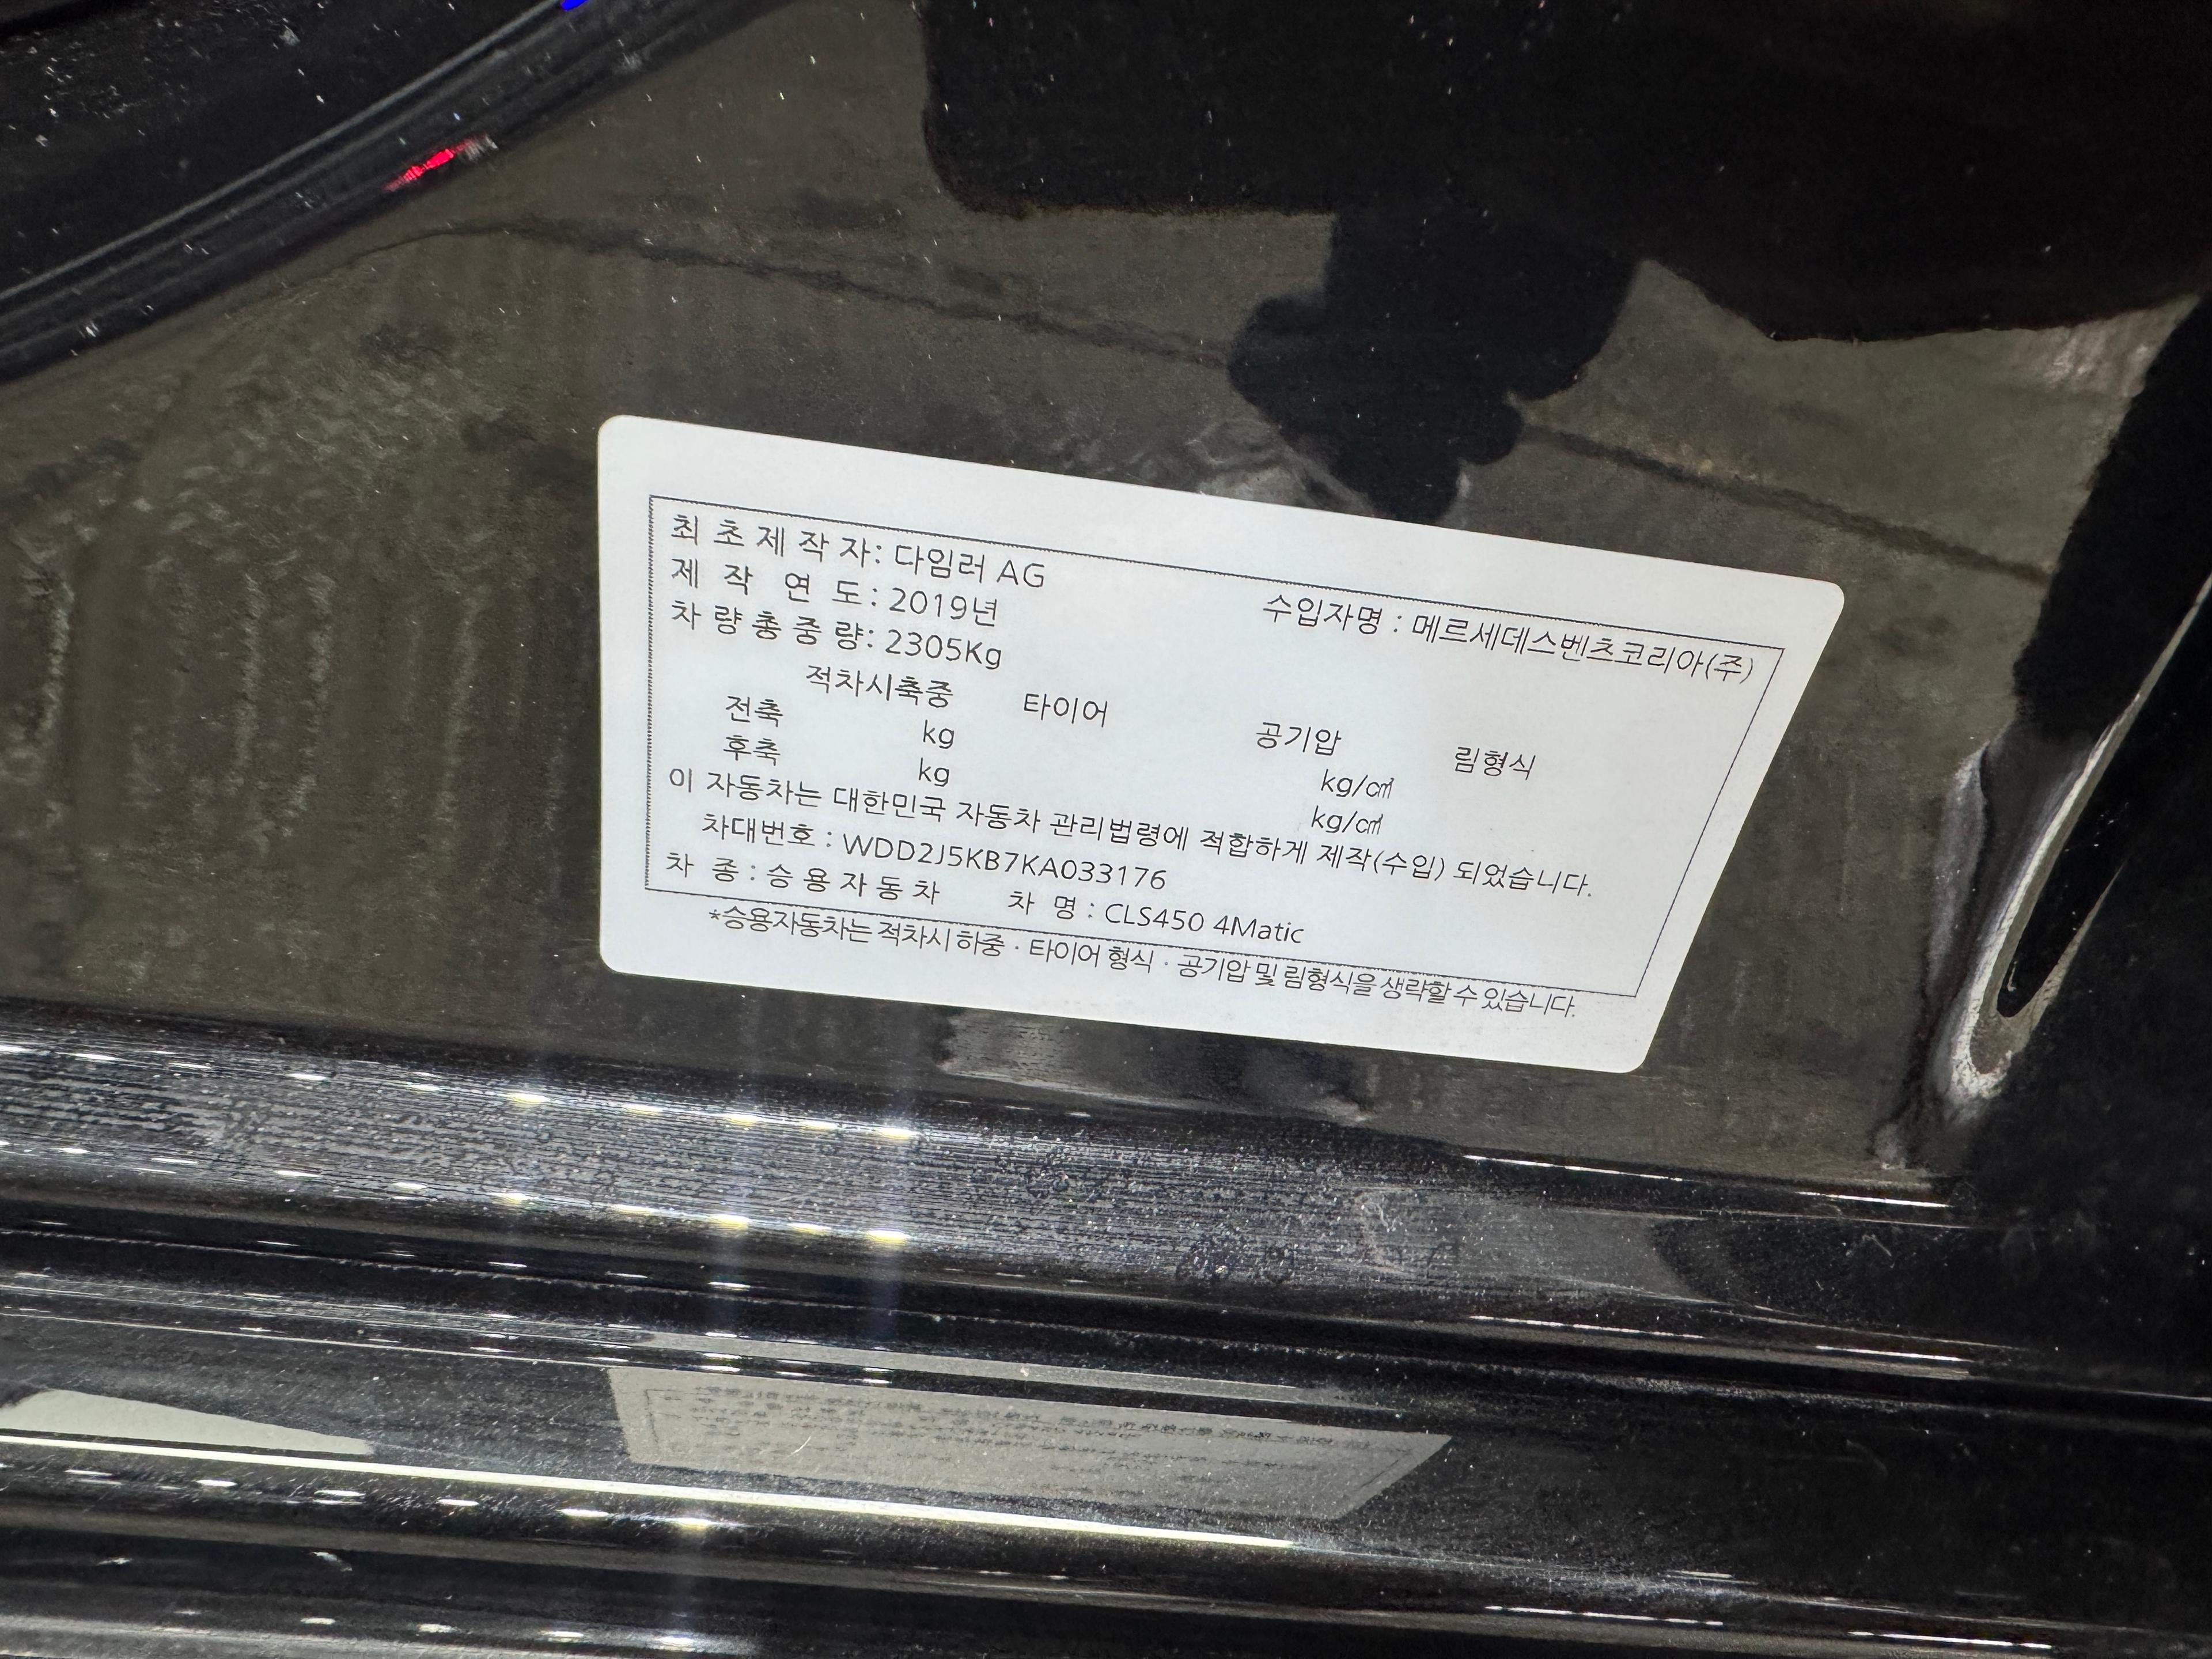 최 초 제 작 자: 다임러 AG
수입자명 : 메르세데스벤츠코리아(주)
제 작 연 도: 2019년
차 량 총 중 량: 2305Kg
적차시축중 타이어 공기압 림형식
전축 kg kg/㎠
후축 kg kg/㎠
이 자동차는 대한민국 자동차 관리법령에 적합하게 제작(수입) 되었습니다.
차대번호 : WDD2J5KB7KA033176
차 종 : 승 용 자 동 차 차 명 : CLS450 4Matic
*승용자동차는 적차시 하중 · 타이어 형식 · 공기압 및 림형식을 생략할 수 있습니다.